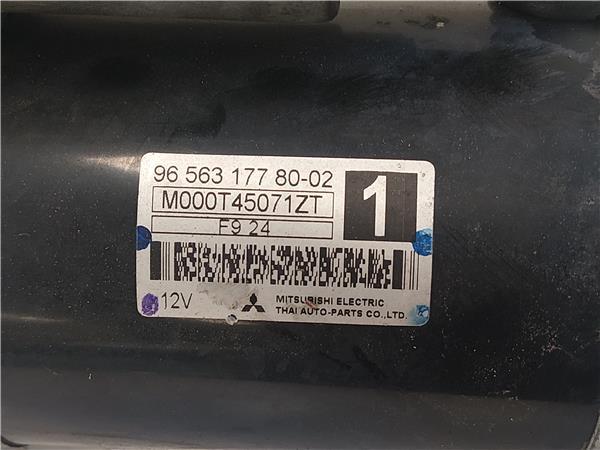 96 563 177 80-02
1
M000T45071ZT
F9 24
12V
MITSUBISHI ELECTRIC
THAI AUTO-PARTS CO.,LTD.